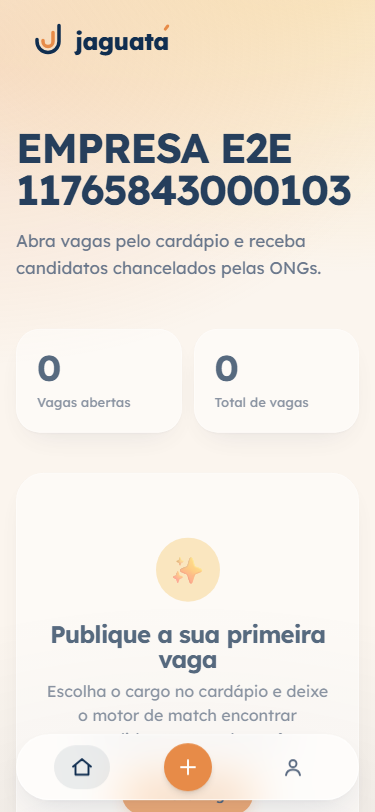 jaguatá
EMPRESA E2E
11765843000103
Abra vagas pelo cardápio e receba
candidatos chancelados pelas ONGs.
0
Vagas abertas
0
Total de vagas
Publique a sua primeira
vaga
Escolha o cargo no cardápio e deixe
o motor de match encontrar